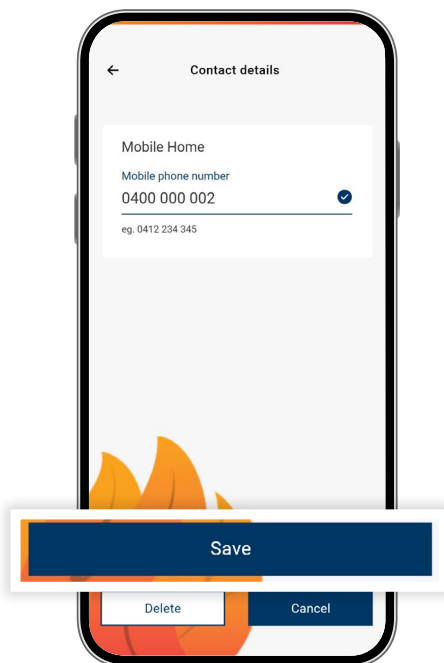 Contact details
Mobile Home
Mobile phone number
0400 000 002
eg. 0412 234 345
Save
Delete
Cancel